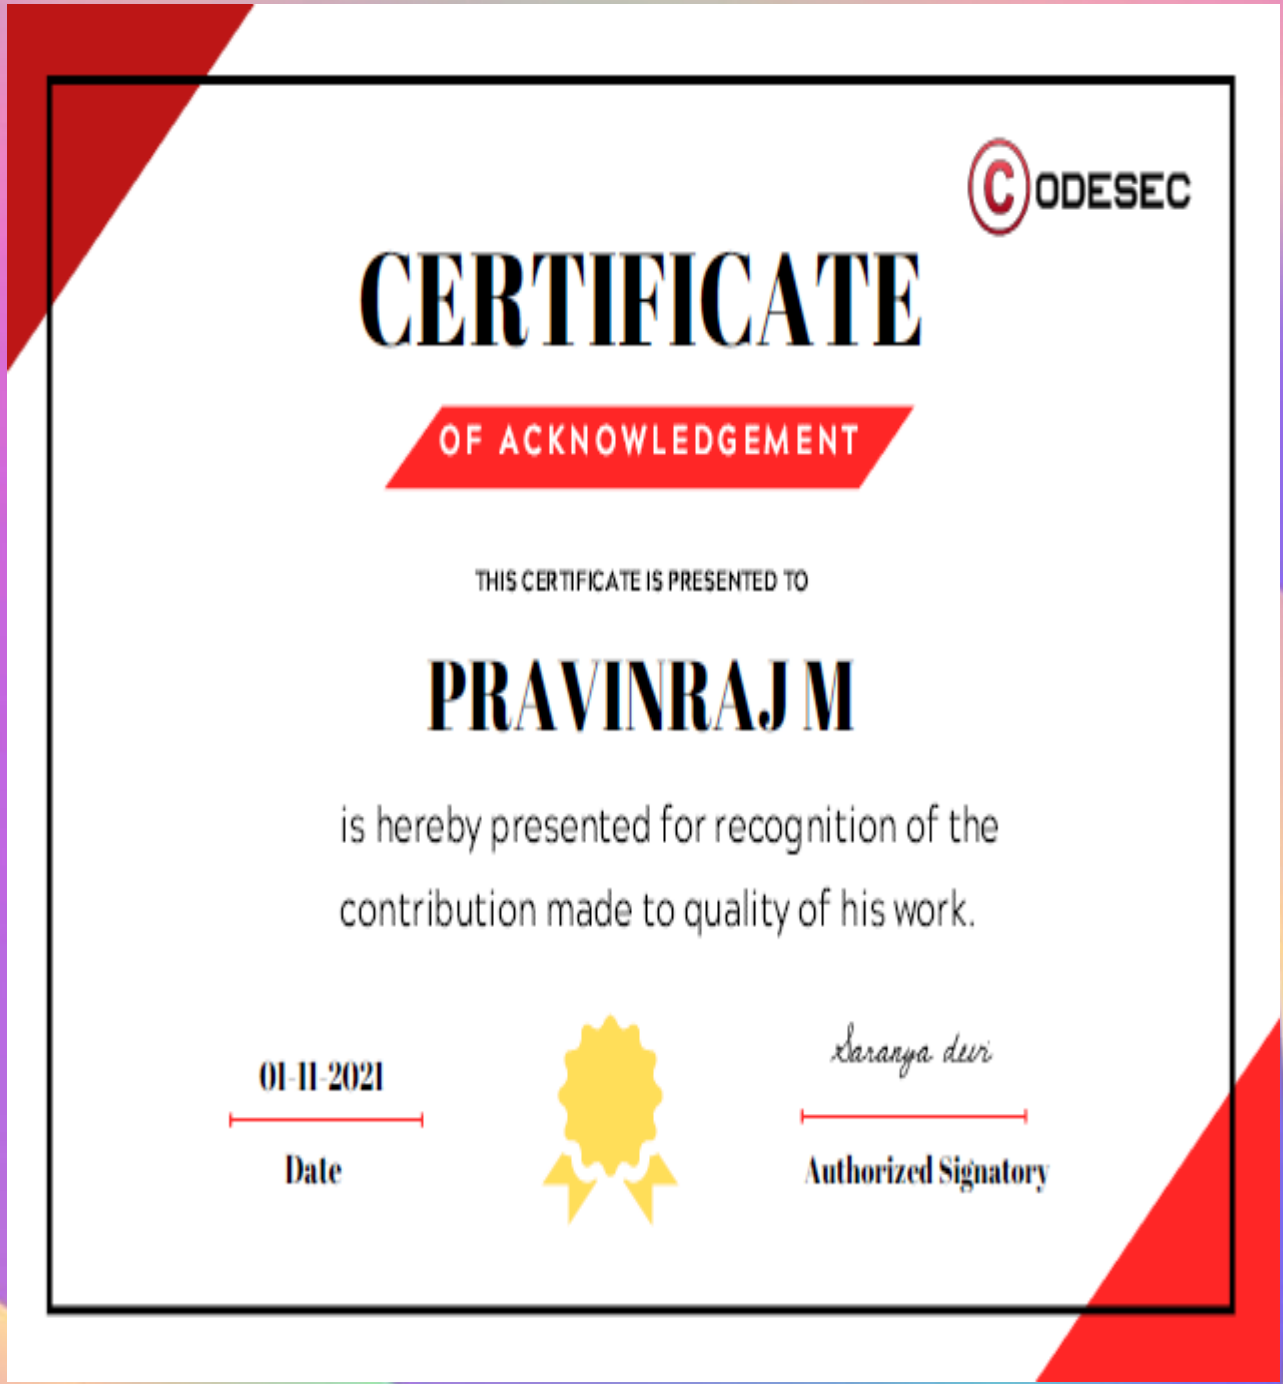 CODESEC
CERTIFICATE
OF ACKNOWLEDGEMENT
THIS CERTIFICATE IS PRESENTED TO
PRAVINRAJ M
is hereby presented for recognition of the
contribution made to quality of his work.
Saranya devi
01-11-2021
Date
Authorized Signatory